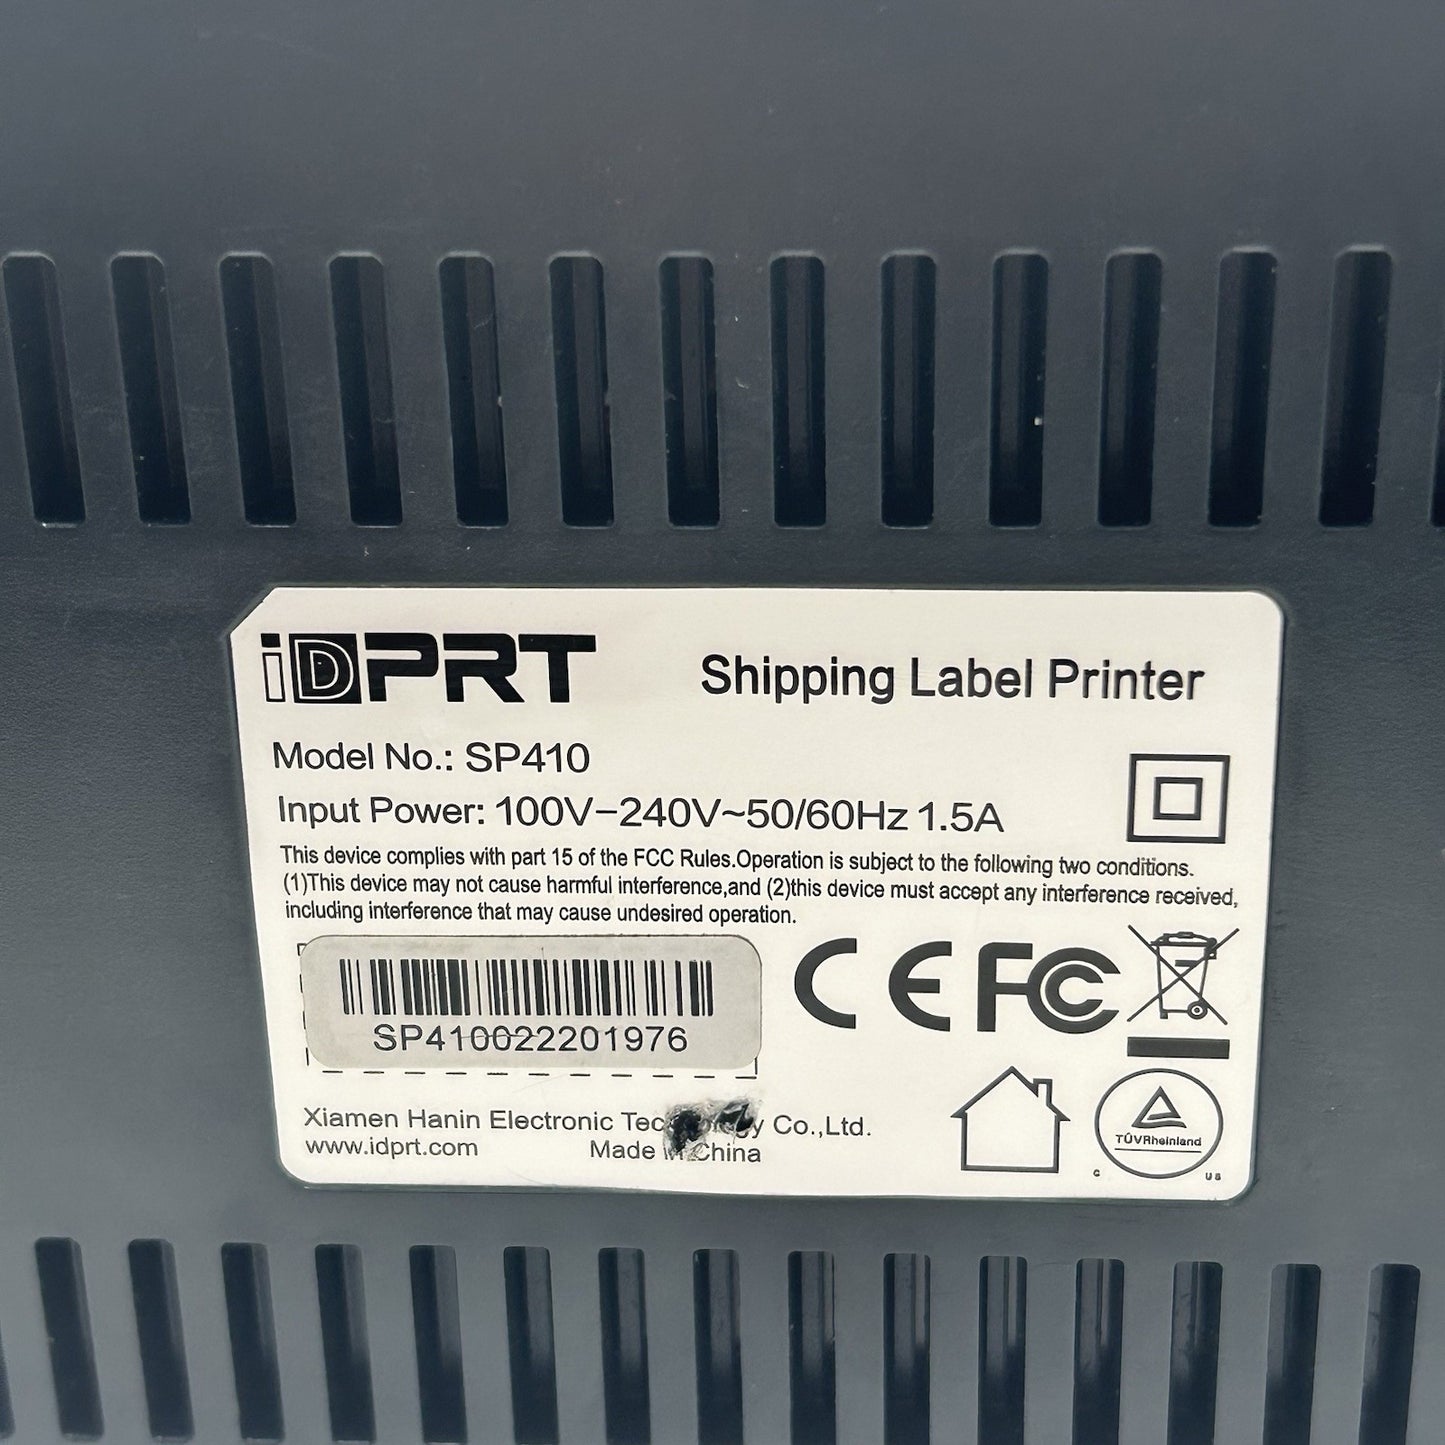 iDPRT
Shipping Label Printer
Model No.: SP410
Input Power: 100V−240V~50/60Hz 1.5A
This device complies with part 15 of the FCC Rules.Operation is subject to the following two conditions.
(1)This device may not cause harmful interference,and (2)this device must accept any interference received,
including interference that may cause undesired operation.
SP410022201976
CE FC
Xiamen Hanin Electronic Co.,Ltd.
www.idprt.com
Made in China
TÜVRheinland
C US